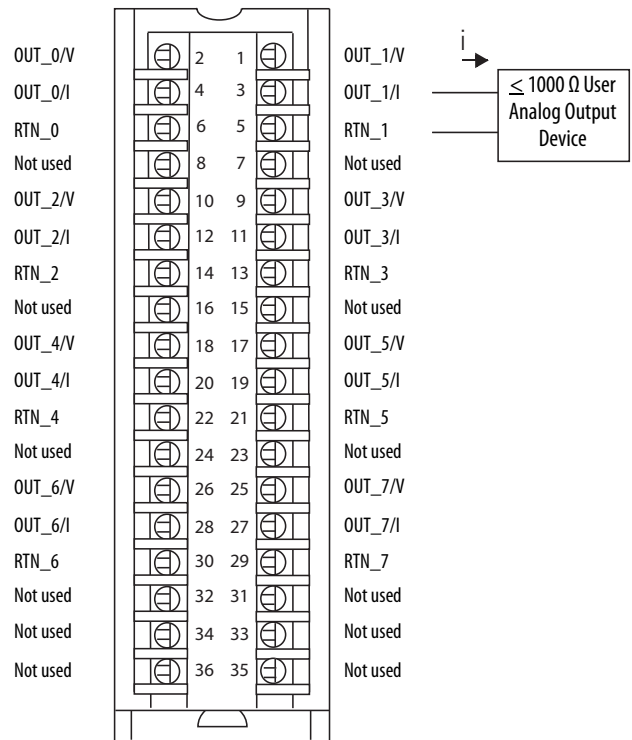 i
OUT_0/V 2 1 OUT_1/V
OUT_0/I 4 3 OUT_1/I
RTN_0 6 5 RTN_1
Not used 8 7 Not used
OUT_2/V 10 9 OUT_3/V
OUT_2/I 12 11 OUT_3/I
RTN_2 14 13 RTN_3
Not used 16 15 Not used
OUT_4/V 18 17 OUT_5/V
OUT_4/I 20 19 OUT_5/I
RTN_4 22 21 RTN_5
Not used 24 23 Not used
OUT_6/V 26 25 OUT_7/V
OUT_6/I 28 27 OUT_7/I
RTN_6 30 29 RTN_7
Not used 32 31 Not used
Not used 34 33 Not used
Not used 36 35 Not used
≤ 1000 Ω User
Analog Output
Device